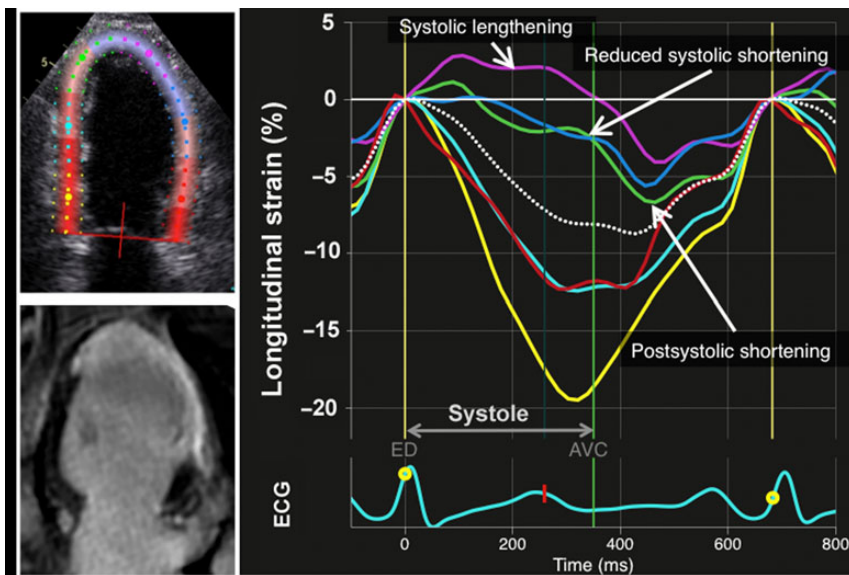 5
5
Systolic lengthening
Reduced systolic shortening
0
Longitudinal strain (%)
−5
−10
−15
Postsystolic shortening
−20
Systole
ED
AVC
ECG
0
200
400
600
800
Time (ms)